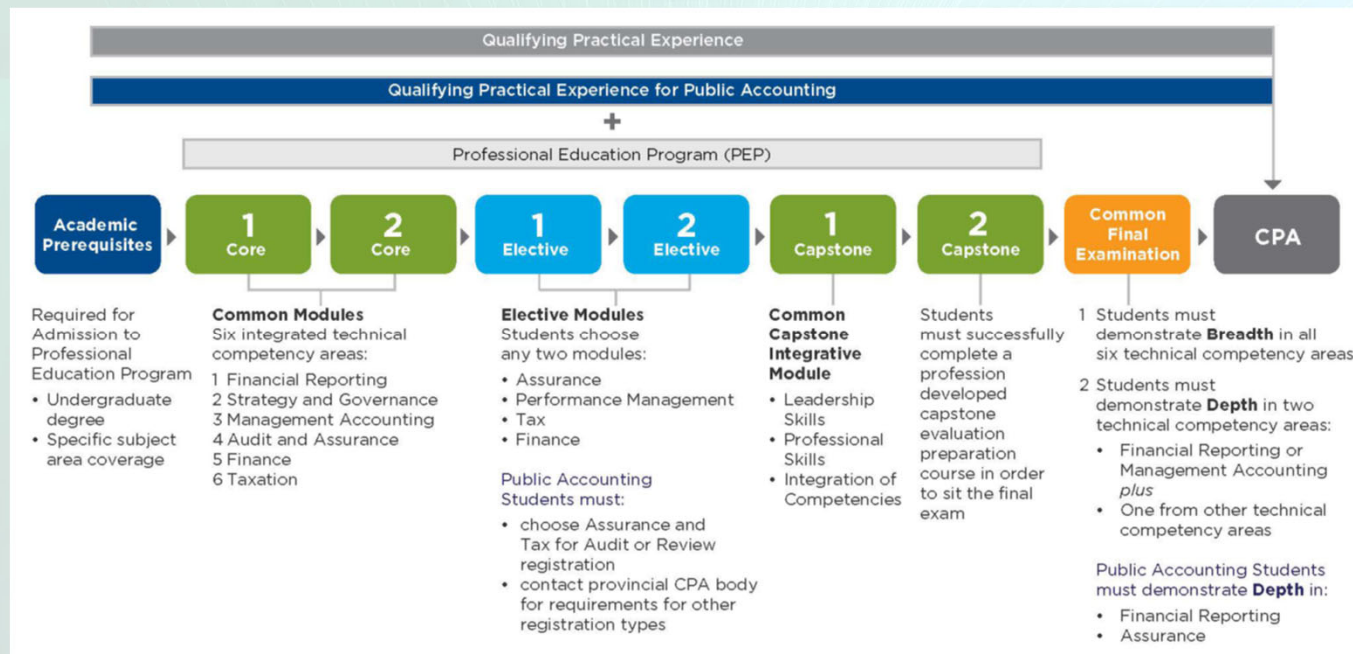 Qualifying Practical Experience
Qualifying Practical Experience for Public Accounting
+
Professional Education Program (PEP)
Academic
Prerequisites
1
Core
2
Core
1
Elective
2
Elective
1
Capstone
2
Capstone
Common
Final
Examination
CPA
Required for
Admission to
Professional
Education Program
• Undergraduate
degree
• Specific subject
area coverage
Common Modules
Six integrated technical
competency areas:
1 Financial Reporting
2 Strategy and Governance
3 Management Accounting
4 Audit and Assurance
5 Finance
6 Taxation
Elective Modules
Students choose
any two modules:
• Assurance
• Performance Management
• Tax
• Finance
Public Accounting
Students must:
• choose Assurance and
Tax for Audit or Review
registration
• contact provincial CPA body
for requirements for other
registration types
Common
Capstone
Integrative
Module
• Leadership
Skills
• Professional
Skills
• Integration of
Competencies
Students
must successfully
complete a
profession
developed
capstone
evaluation
preparation
course in order
to sit the final
exam
1 Students must
demonstrate Breadth in all
six technical competency areas
2 Students must
demonstrate Depth in two
technical competency areas:
• Financial Reporting or
Management Accounting
plus
• One from other technical
competency areas
Public Accounting Students
must demonstrate Depth in:
• Financial Reporting
• Assurance